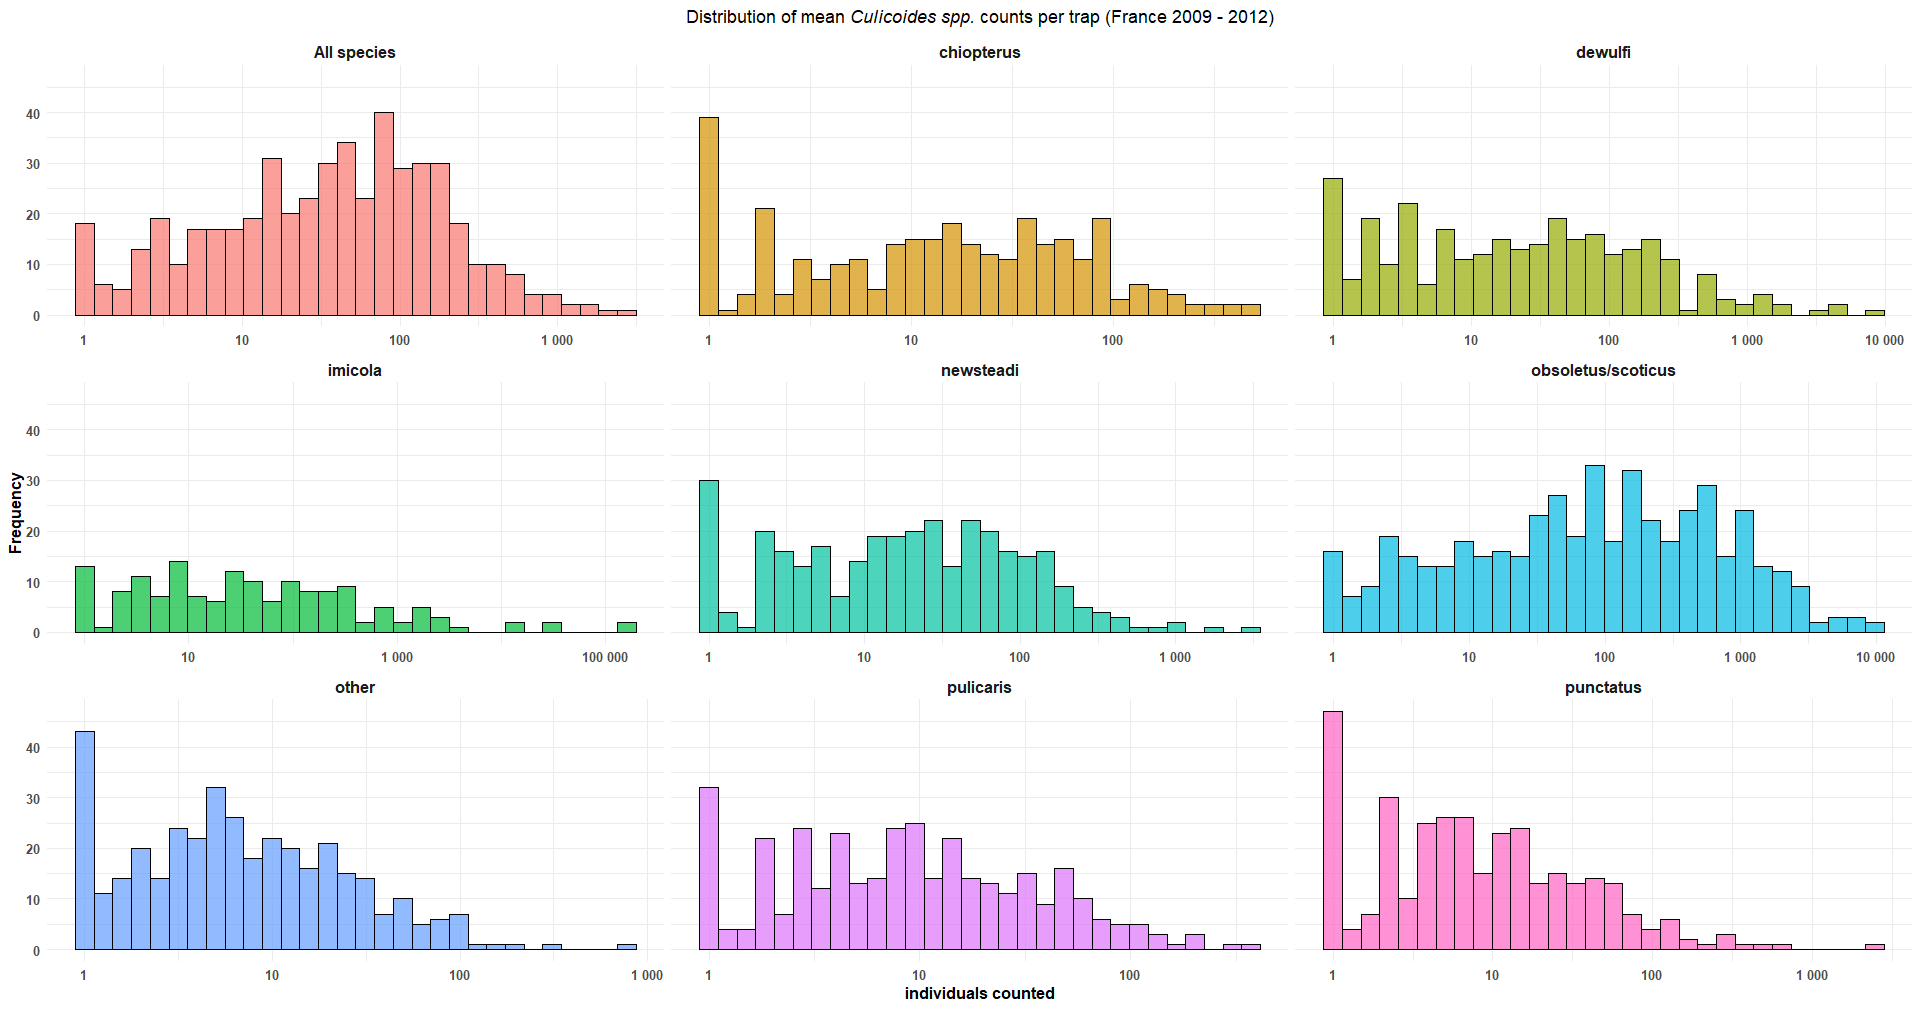 Distribution of mean Culicoides spp. counts per trap (France 2009 - 2012)
All species
chiopterus
dewulfi
40
30
20
10
0
1 10 100 1 000
1 10 100
1 10 100 1 000 10 000
imicola
newsteadi
obsoletus/scoticus
Frequency
40
30
20
10
0
10 1 000 100 000
1 10 100 1 000
1 10 100 1 000 10 000
other
pulicaris
punctatus
40
30
20
10
0
1 10 100 1 000
1 10 100
1 10 100 1 000
individuals counted